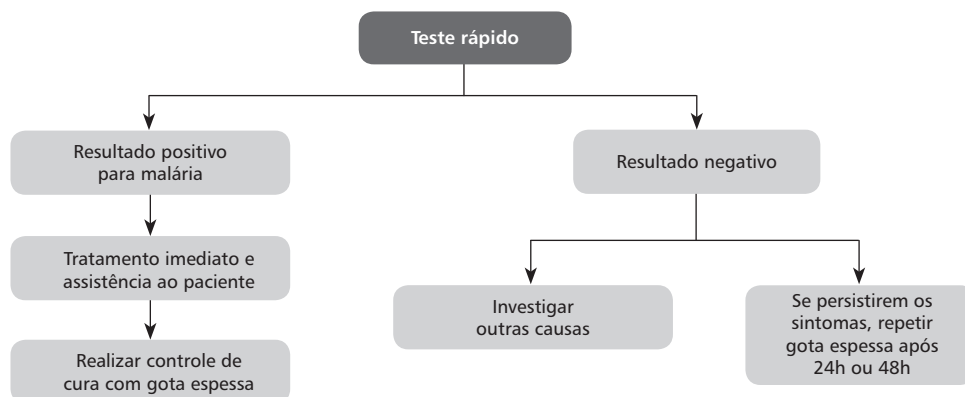 Teste rápido
Resultado positivo
para malária
Resultado negativo
Tratamento imediato e
assistência ao paciente
Investigar
outras causas
Se persistirem os
sintomas, repetir
gota espessa após
24h ou 48h
Realizar controle de
cura com gota espessa